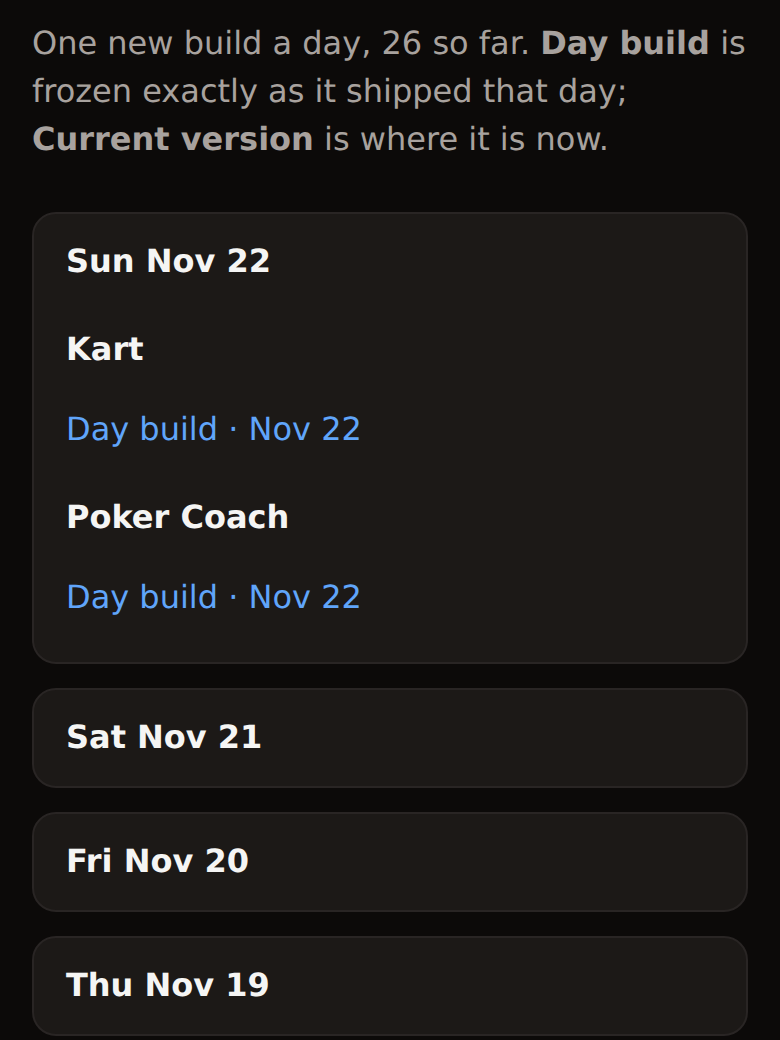 One new build a day, 26 so far. Day build is
frozen exactly as it shipped that day;
Current version is where it is now.
Sun Nov 22
Kart
Day build · Nov 22
Poker Coach
Day build · Nov 22
Sat Nov 21
Fri Nov 20
Thu Nov 19